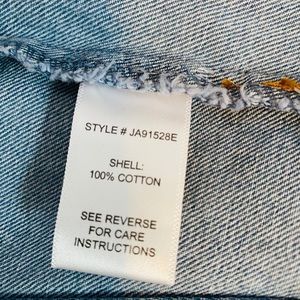 STYLE # JA91528E
SHELL:
100% COTTON
SEE REVERSE
FOR CARE
INSTRUCTIONS